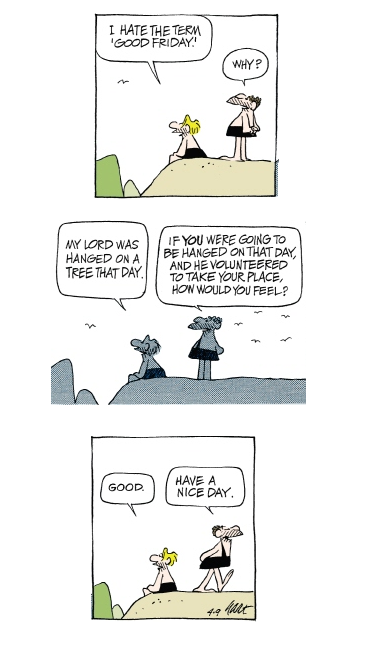 I HATE THE TERM
'GOOD FRIDAY.'
WHY?
MY LORD WAS
HANGED ON A
TREE THAT DAY.
IF YOU WERE GOING TO
BE HANGED ON THAT DAY,
AND HE VOLUNTEERED
TO TAKE YOUR PLACE,
HOW WOULD YOU FEEL?
GOOD.
HAVE A
NICE DAY.
4-9 HART